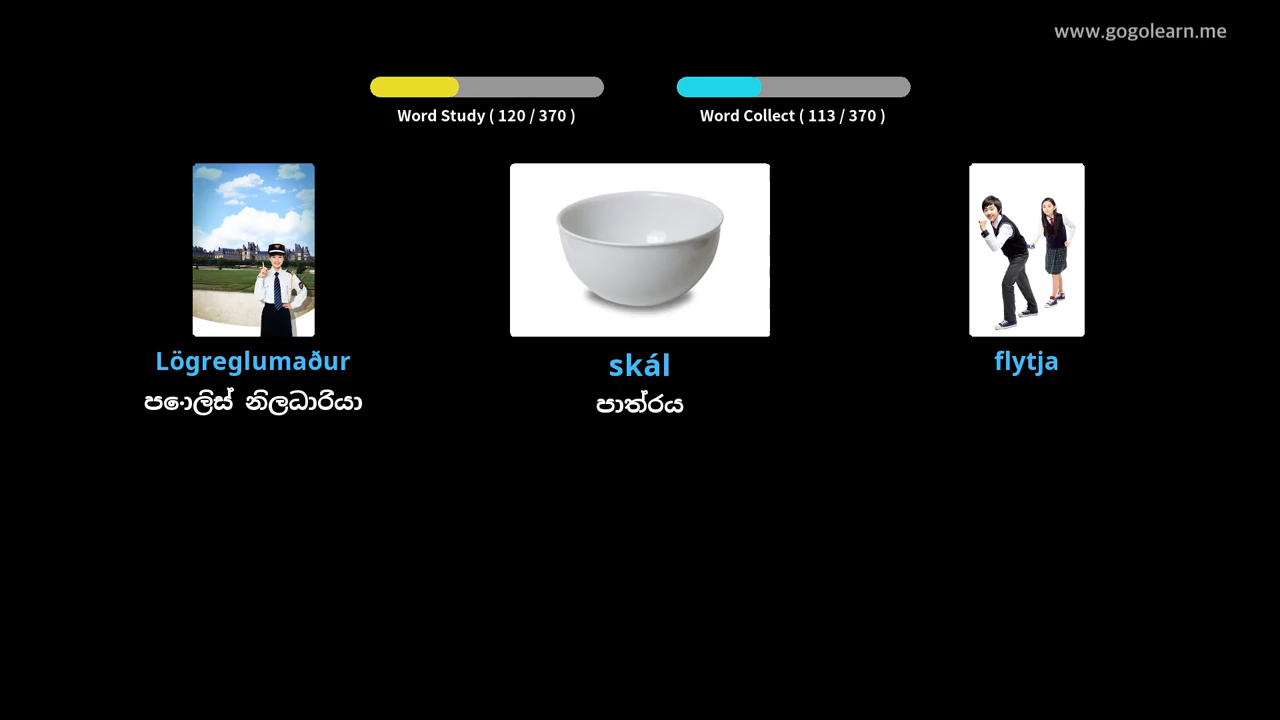 www.gogolearn.me
Word Study ( 120 / 370 )
Word Collect ( 113 / 370 )
Lögreglumaður
පොලිස් නිලධාරියා
skál
පාත්රය
flytja